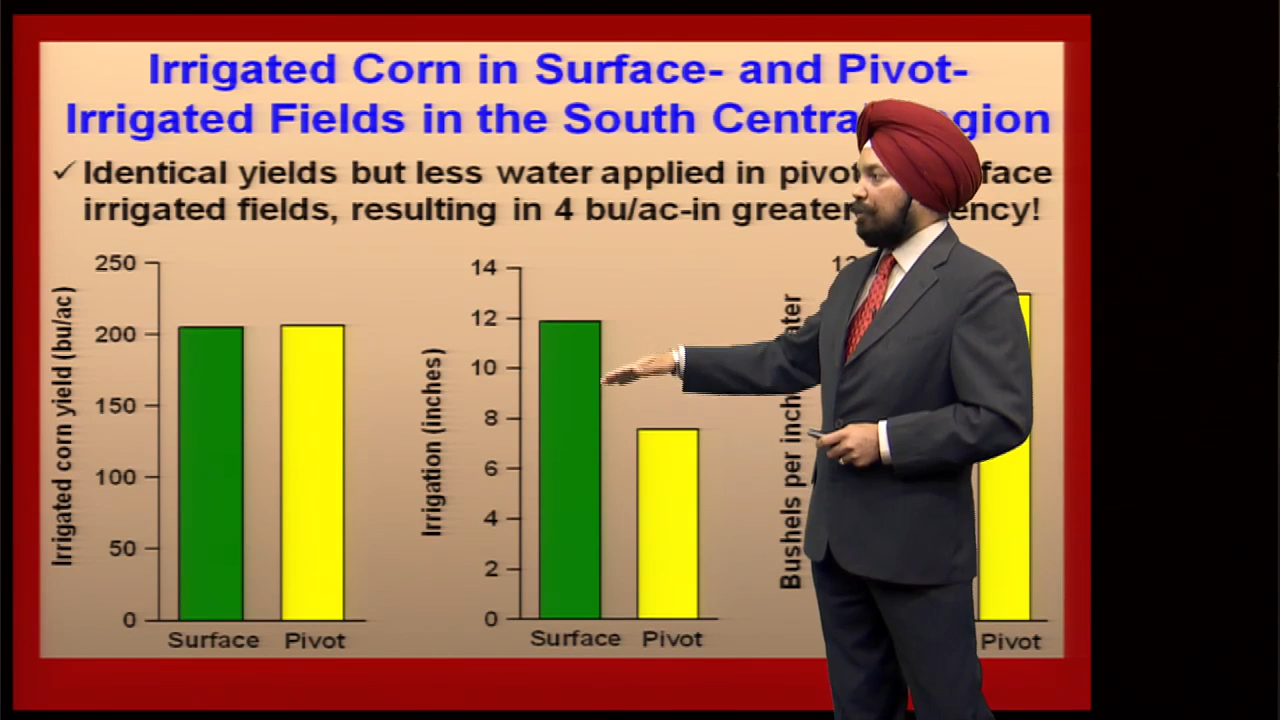 Irrigated Corn in Surface- and Pivot-
Irrigated Fields in the South Central Region
✓ Identical yields but less water applied in pivot
irrigated fields, resulting in 4 bu/ac-in greater
250
200
150
100
50
0
Irrigated corn yield (bu/ac)
Surface Pivot
14
12
10
8
6
4
2
0
Irrigation (inches)
Surface Pivot
Bushels per inch
Pivot